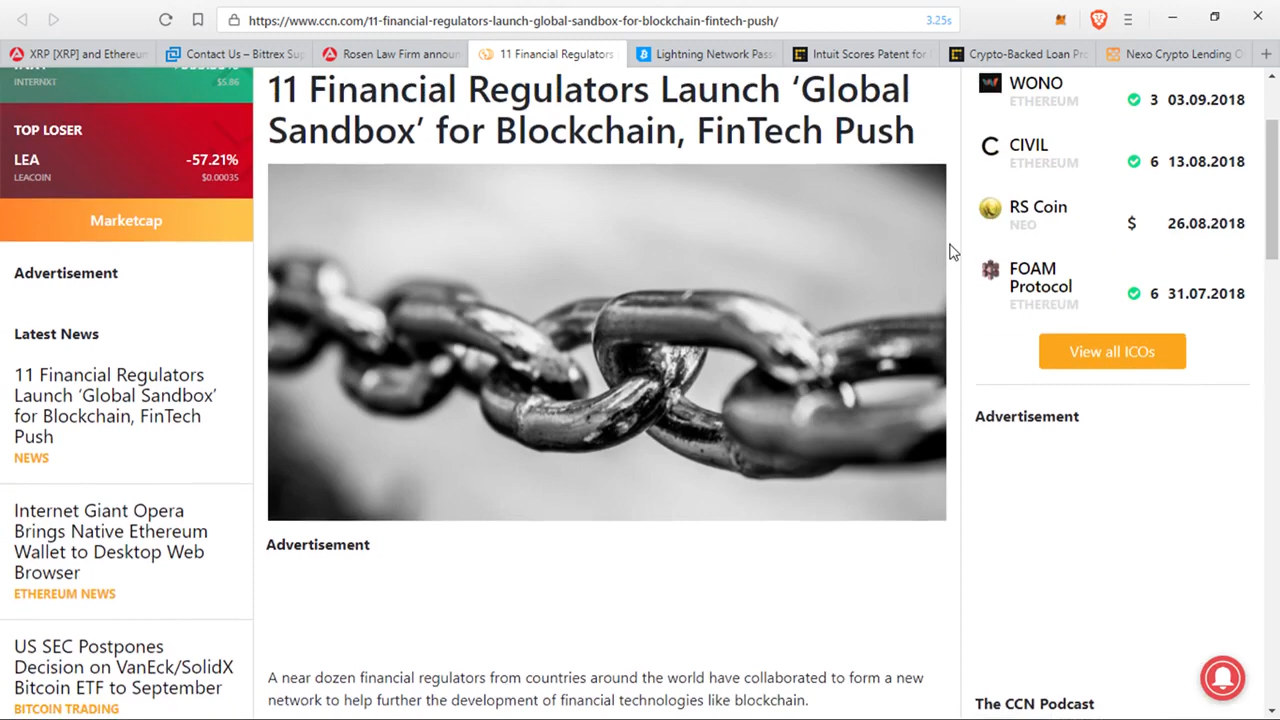 https://www.ccn.com/11-financial-regulators-launch-global-sandbox-for-blockchain-fintech-push/
3.25s
XRP [XRP] and Ethereum
Contact Us – Bittrex Sup
Rosen Law Firm announ
11 Financial Regulators
Lightning Network Pass
Intuit Scores Patent for
Crypto-Backed Loan Pr
Nexo Crypto Lending
INTERNXT
$5.86
TOP LOSER
LEA
-57.21%
LEACOIN
$0.00035
Marketcap
Advertisement
Latest News
11 Financial Regulators
Launch ‘Global Sandbox’
for Blockchain, FinTech
Push
NEWS
Internet Giant Opera
Brings Native Ethereum
Wallet to Desktop Web
Browser
ETHEREUM NEWS
US SEC Postpones
Decision on VanEck/SolidX
Bitcoin ETF to September
BITCOIN TRADING
11 Financial Regulators Launch ‘Global
Sandbox’ for Blockchain, FinTech Push
Advertisement
A near dozen financial regulators from countries around the world have collaborated to form a new
network to help further the development of financial technologies like blockchain.
WONO
ETHEREUM
3 03.09.2018
CIVIL
ETHEREUM
6 13.08.2018
RS Coin
NEO
$ 26.08.2018
FOAM
Protocol
ETHEREUM
6 31.07.2018
View all ICOs
Advertisement
The CCN Podcast